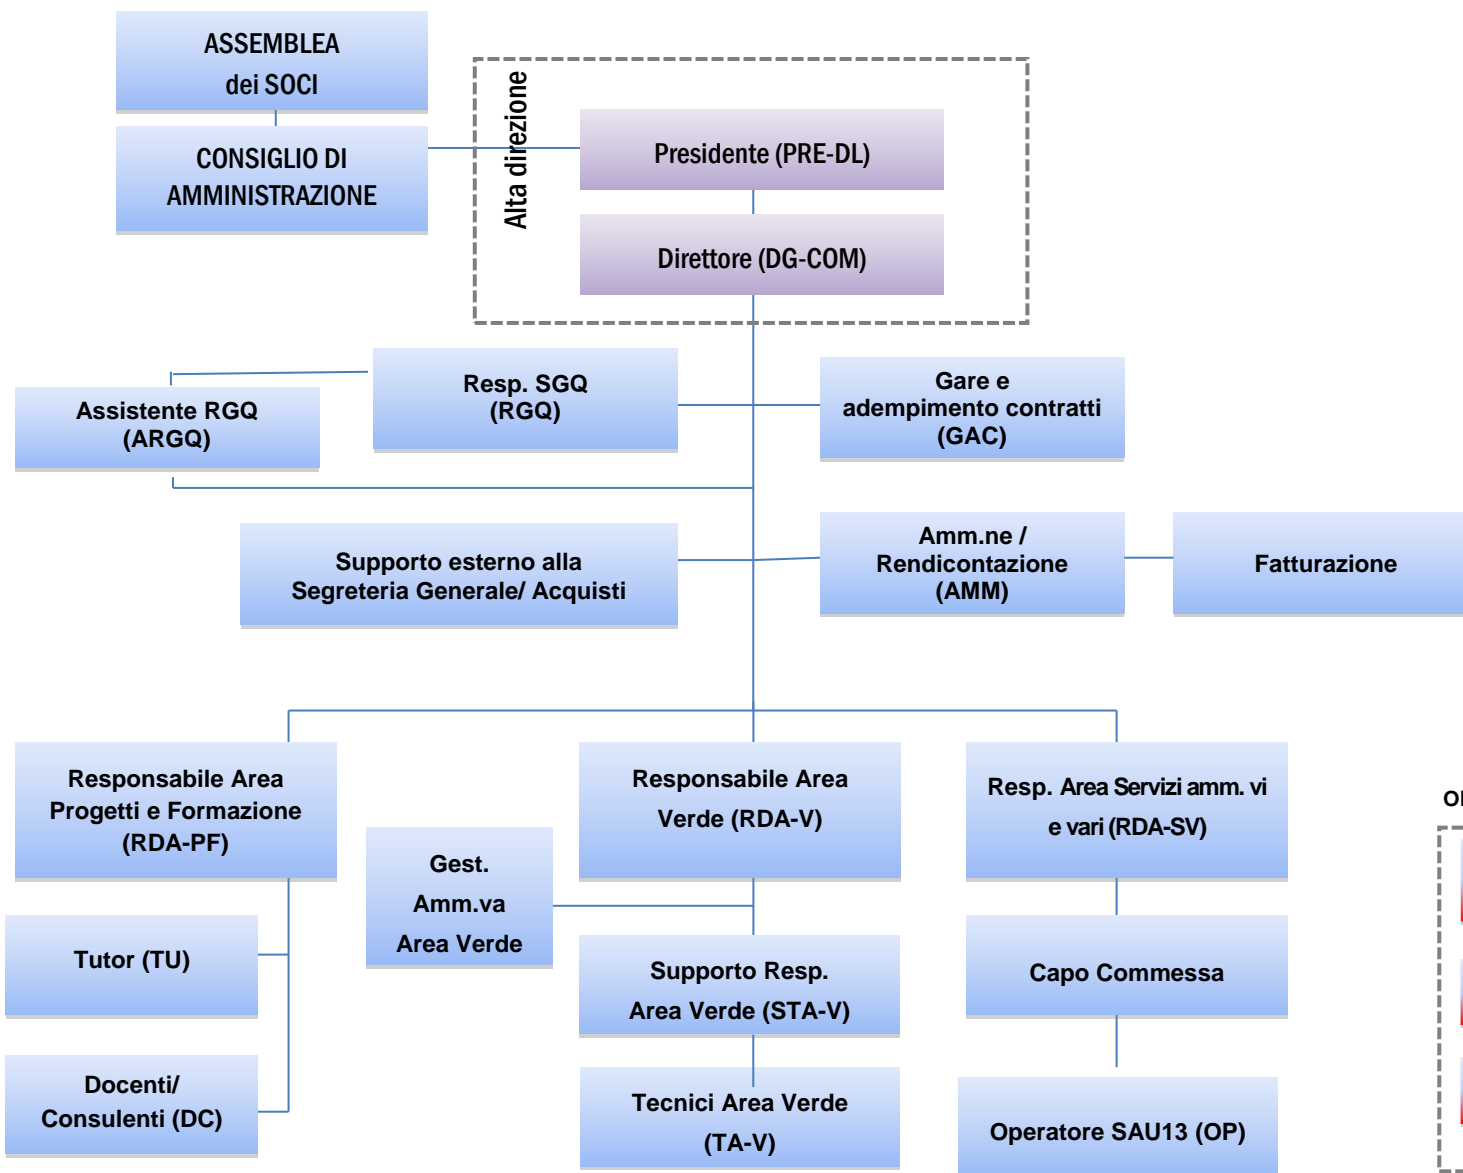 ASSEMBLEA
dei SOCI
CONSIGLIO DI
AMMINISTRAZIONE
Alta direzione
Presidente (PRE-DL)
Direttore (DG-COM)
Resp. SGQ
(RGQ)
Gare e
adempimento contratti
(GAC)
Assistente RGQ
(ARGQ)
Supporto esterno alla
Segreteria Generale/ Acquisti
Amm.ne /
Rendicontazione
(AMM)
Fatturazione
Responsabile Area
Progetti e Formazione
(RDA-PF)
Responsabile Area
Verde (RDA-V)
Resp. Area Servizi amm. vi
e vari (RDA-SV)
Gest.
Amm.va
Area Verde
Tutor (TU)
Supporto Resp.
Area Verde (STA-V)
Capo Commessa
Docenti/
Consulenti (DC)
Tecnici Area Verde
(TA-V)
Operatore SAU13 (OP)